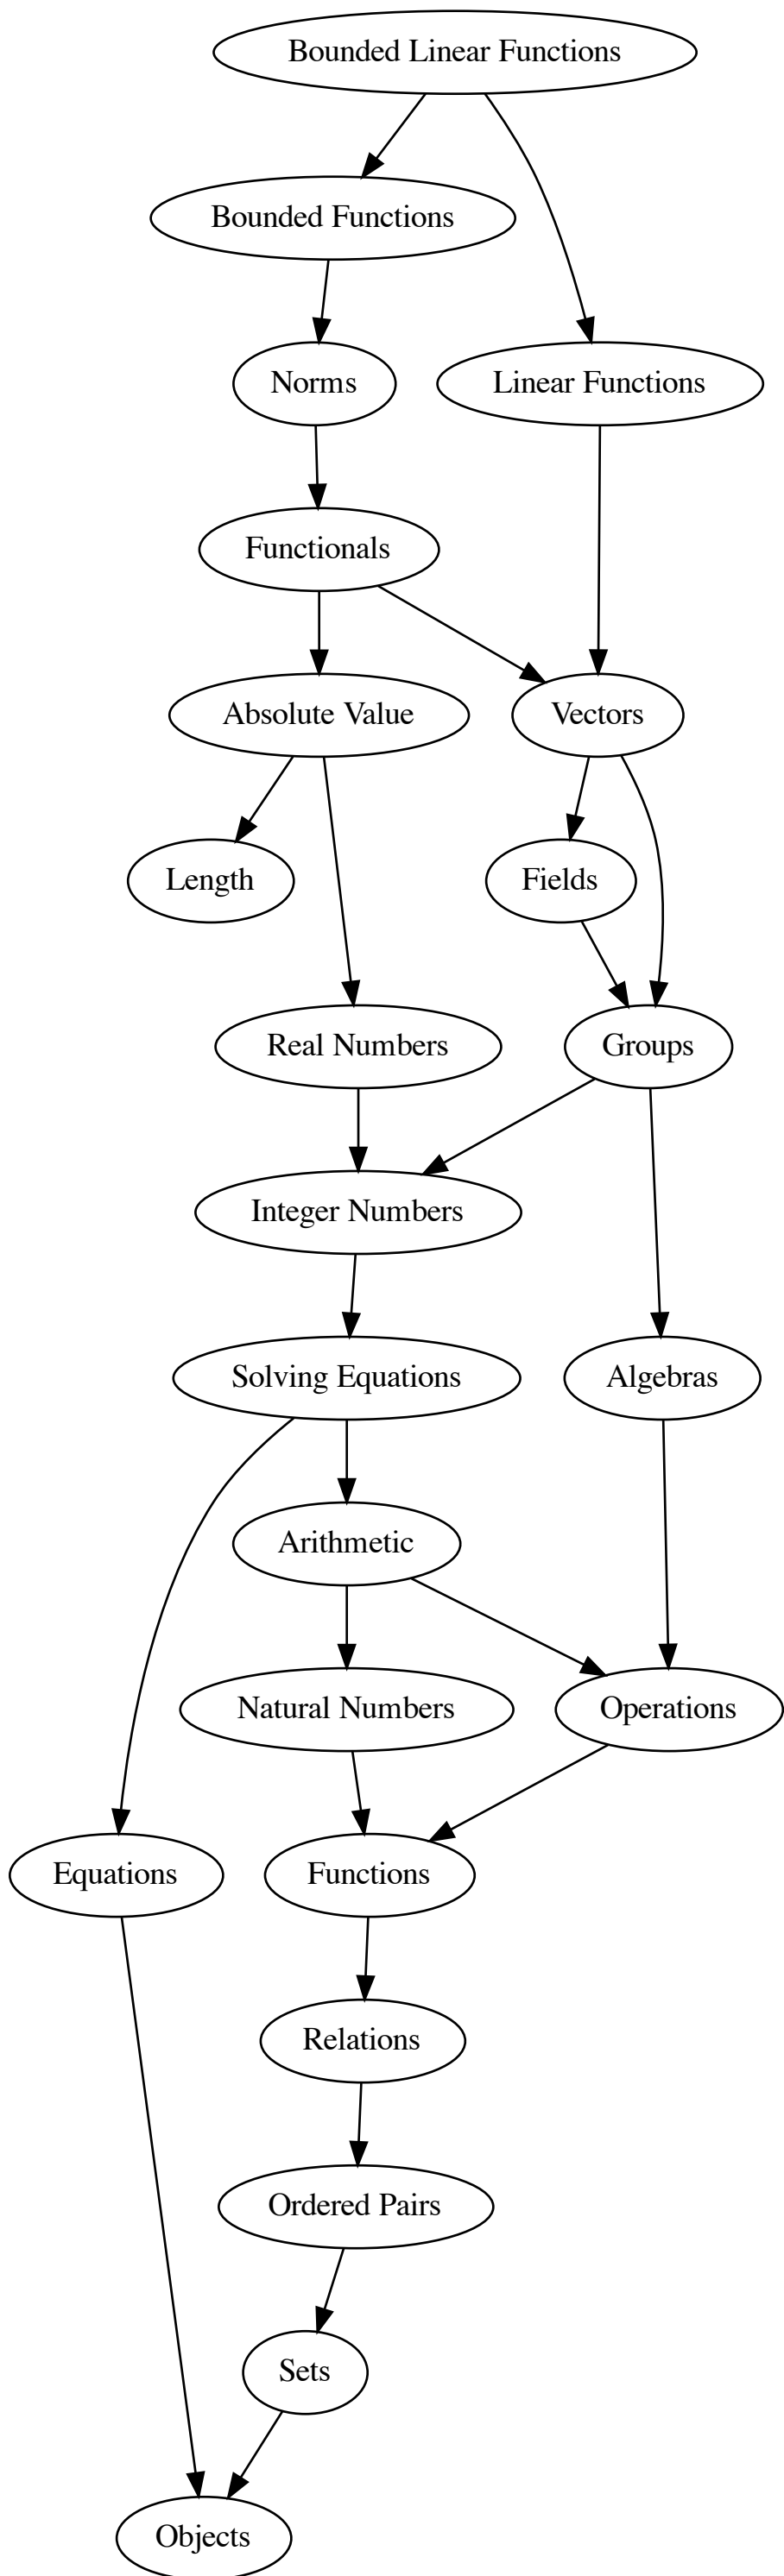 Bounded Linear Functions
Bounded Functions
Norms
Linear Functions
Functionals
Absolute Value
Vectors
Length
Fields
Real Numbers
Groups
Integer Numbers
Solving Equations
Algebras
Arithmetic
Natural Numbers
Operations
Equations
Functions
Relations
Ordered Pairs
Sets
Objects